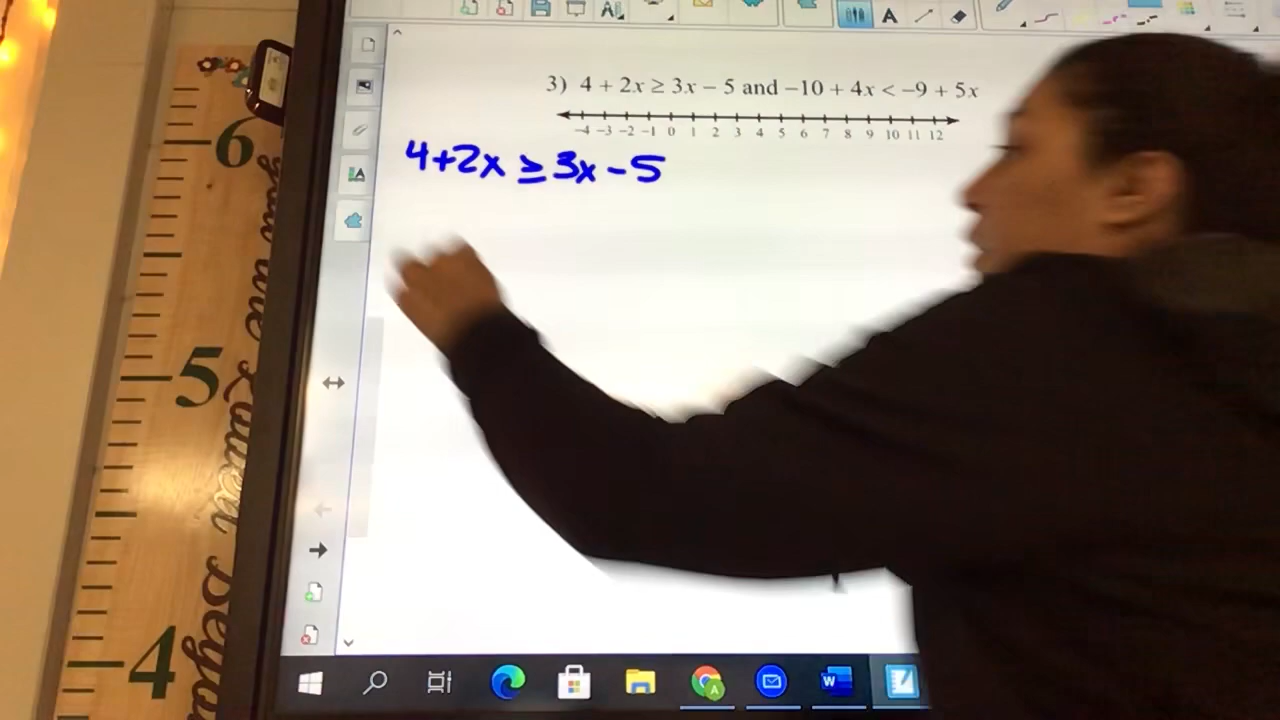 3) 4 + 2x ≥ 3x − 5 and −10 + 4x < −9 + 5x
−4 −3 −2 −1 0 1 2 3 4 5 6 7 8 9 10 11 12
4+2x ≥ 3x − 5
6
5
4